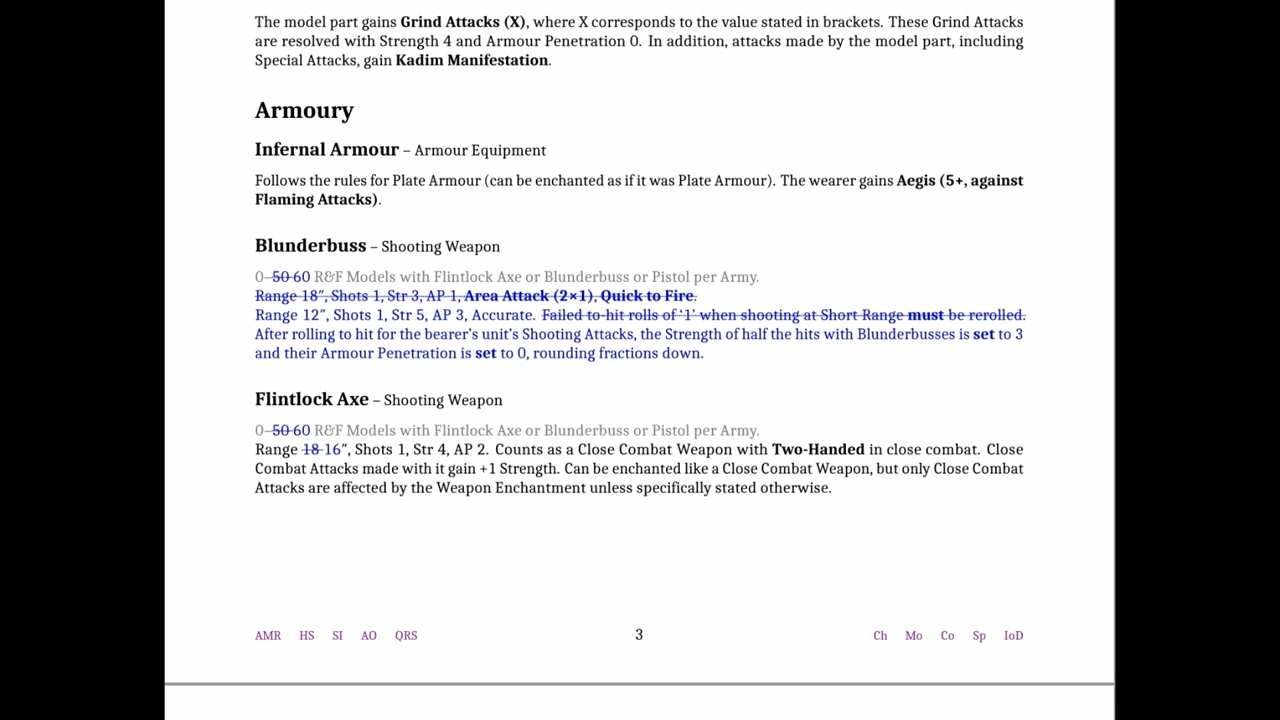 The model part gains Grind Attacks (X), where X corresponds to the value stated in brackets. These Grind Attacks
are resolved with Strength 4 and Armour Penetration 0. In addition, attacks made by the model part, including
Special Attacks, gain Kadim Manifestation.
Armoury
Infernal Armour – Armour Equipment
Follows the rules for Plate Armour (can be enchanted as if it was Plate Armour). The wearer gains Aegis (5+, against
Flaming Attacks).
Blunderbuss – Shooting Weapon
0–50 60 R&F Models with Flintlock Axe or Blunderbuss or Pistol per Army.
Range 18″, Shots 1, Str 3, AP 1, Area Attack (2×1), Quick to Fire.
Range 12″, Shots 1, Str 5, AP 3, Accurate. Failed to-hit rolls of ‘1’ when shooting at Short Range must be rerolled.
After rolling to hit for the bearer’s unit’s Shooting Attacks, the Strength of half the hits with Blunderbusses is set to 3
and their Armour Penetration is set to 0, rounding fractions down.
Flintlock Axe – Shooting Weapon
0–50 60 R&F Models with Flintlock Axe or Blunderbuss or Pistol per Army.
Range 18 16″, Shots 1, Str 4, AP 2. Counts as a Close Combat Weapon with Two-Handed in close combat. Close
Combat Attacks made with it gain +1 Strength. Can be enchanted like a Close Combat Weapon, but only Close Combat
Attacks are affected by the Weapon Enchantment unless specifically stated otherwise.
AMR HS SI AO QRS 3 Ch Mo Co Sp IoD